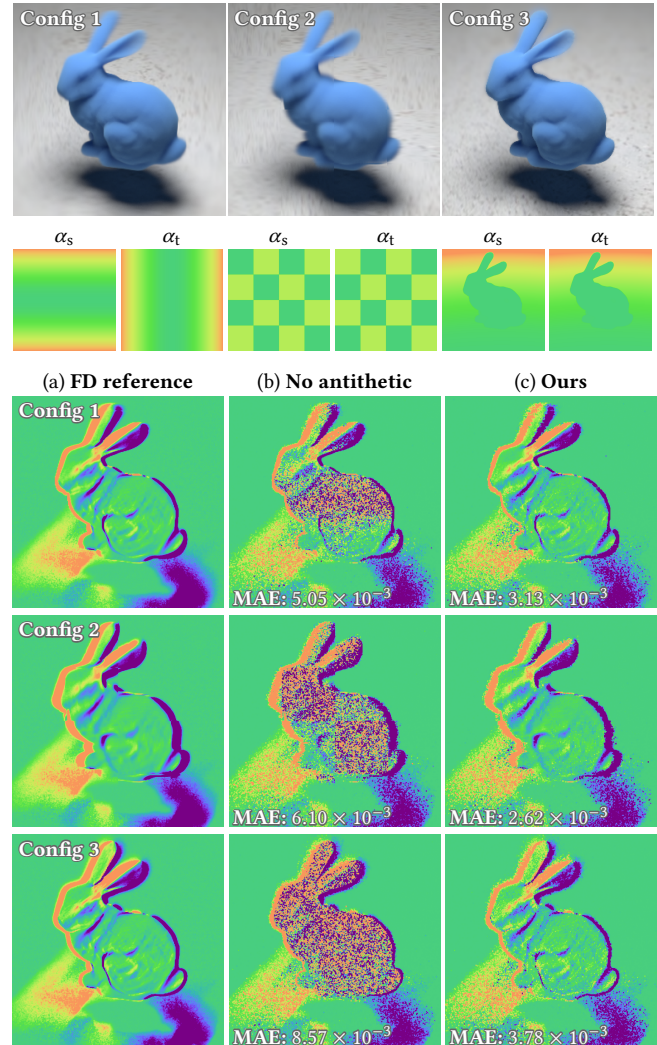 Config 1 Config 2 Config 3
αs αt αs αt αs αt
(a) FD reference (b) No antithetic (c) Ours
Config 1
MAE: 5.05 × 10⁻³ MAE: 3.13 × 10⁻³
Config 2
MAE: 6.10 × 10⁻³ MAE: 2.62 × 10⁻³
Config 3
MAE: 8.57 × 10⁻³ MAE: 3.78 × 10⁻³